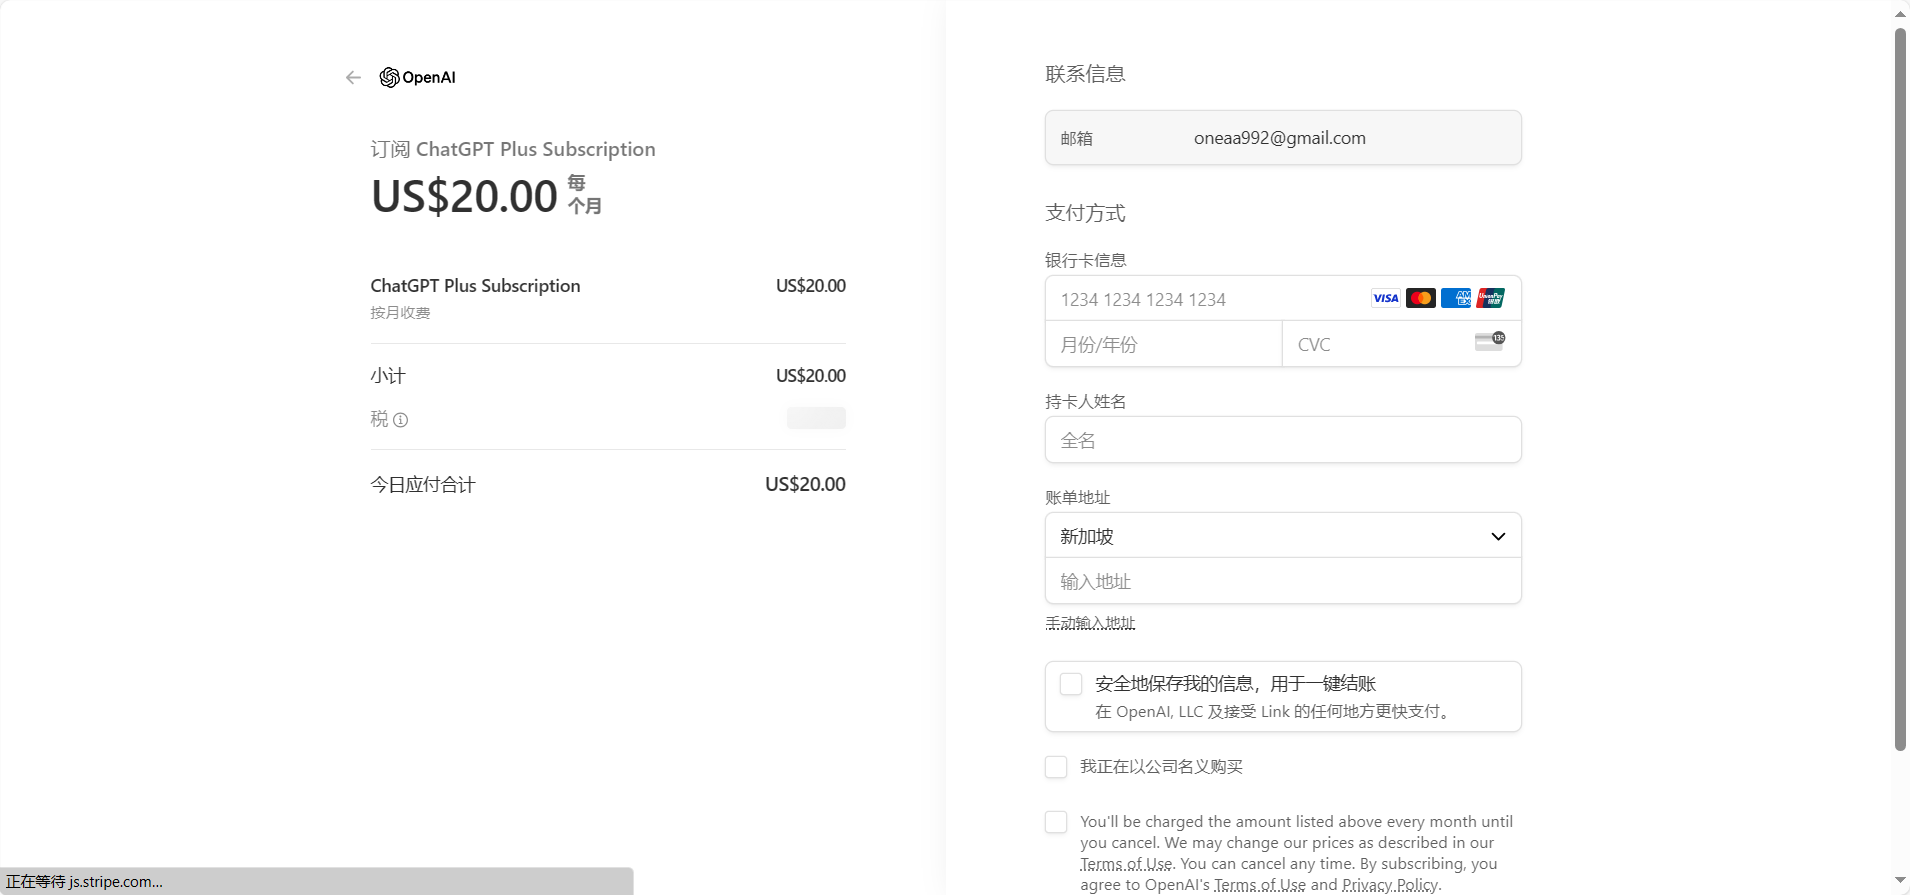 OpenAI
订阅 ChatGPT Plus Subscription
US$20.00 每
个月
ChatGPT Plus Subscription US$20.00
按月收费
小计 US$20.00
税
今日应付合计 US$20.00
联系信息
邮箱 oneaa992@gmail.com
支付方式
银行卡信息
1234 1234 1234 1234 VISA AM EX UnionPay 银联
月份/年份 CVC 135
持卡人姓名
全名
账单地址
新加坡
输入地址
手动输入地址
安全地保存我的信息，用于一键结账
在 OpenAI, LLC 及接受 Link 的任何地方更快支付。
我正在以公司名义购买
You'll be charged the amount listed above every month until
you cancel. We may change our prices as described in our
Terms of Use. You can cancel any time. By subscribing, you
agree to OpenAI's Terms of Use and Privacy Policy.
正在等待 js.stripe.com...